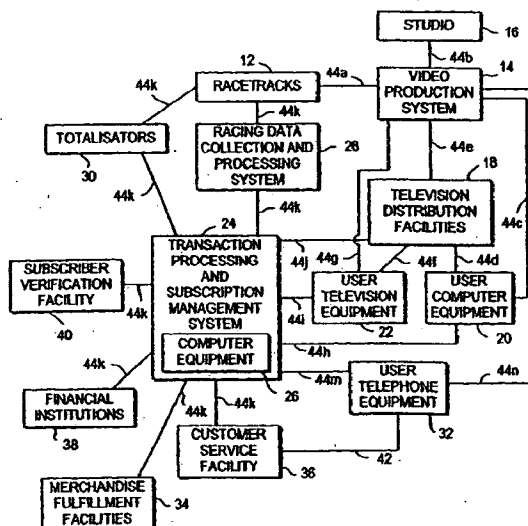 STUDIO
16
44b
12
44a
14
RACETRACKS
VIDEO
PRODUCTION
SYSTEM
44k
44k
TOTALISATORS
30
RACING DATA
COLLECTION AND
PROCESSING
SYSTEM
28
44e
18
TELEVISION
DISTRIBUTION
FACILITIES
44c
44k
44k
24
TRANSACTION
PROCESSING
AND
SUBSCRIPTION
MANAGEMENT
SYSTEM
44j
44g
44f
44d
SUBSCRIBER
VERIFICATION
FACILITY
40
44k
44i
USER
TELEVISION
EQUIPMENT
22
USER
COMPUTER
EQUIPMENT
20
COMPUTER
EQUIPMENT
26
44h
44k
44m
44n
FINANCIAL
INSTITUTIONS
38
44k
44k
USER
TELEPHONE
EQUIPMENT
32
CUSTOMER
SERVICE
FACILITY
36
42
MERCHANDISE
FULFILLMENT
FACILITIES
34